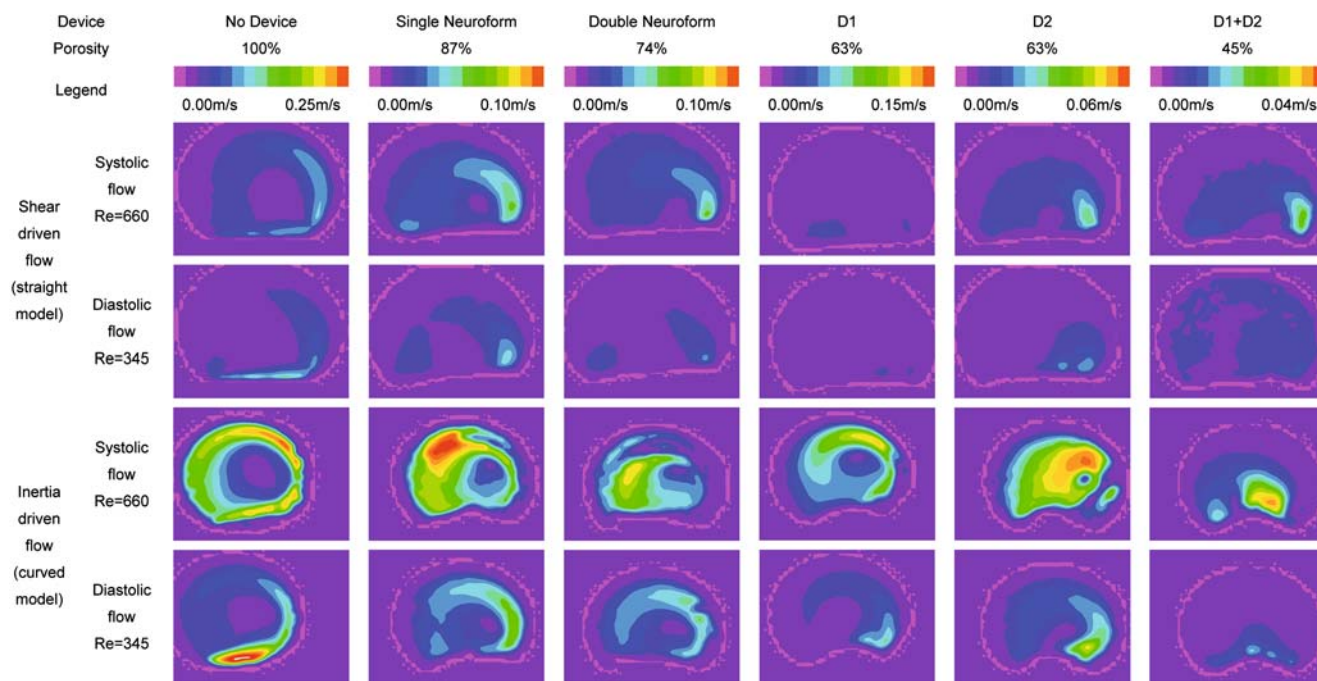 Device No Device Single Neuroform Double Neuroform D1 D2 D1+D2
Porosity 100% 87% 74% 63% 63% 45%
Legend
0.00m/s 0.25m/s 0.00m/s 0.10m/s 0.00m/s 0.10m/s 0.00m/s 0.15m/s 0.00m/s 0.06m/s 0.00m/s 0.04m/s
Shear
driven
flow
(straight
model)
Systolic
flow
Re=660
Diastolic
flow
Re=345
Inertia
driven
flow
(curved
model)
Systolic
flow
Re=660
Diastolic
flow
Re=345